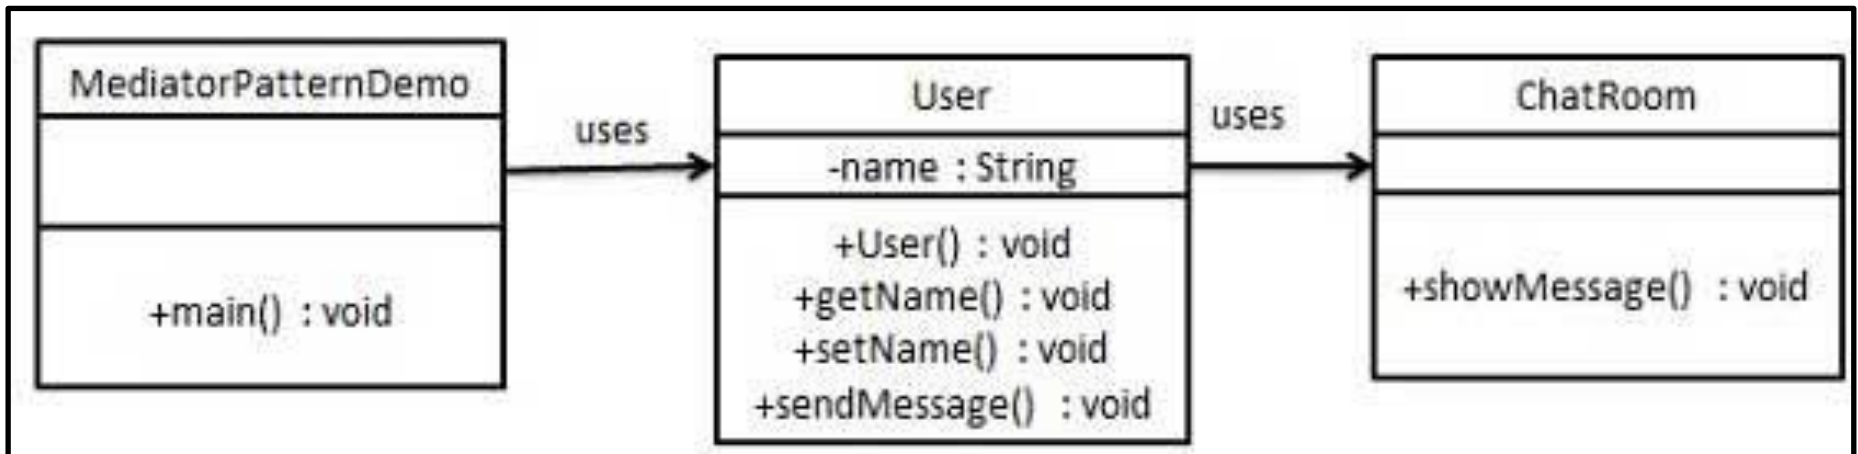 MediatorPatternDemo
+main() : void
uses
User
-name : String
+User() : void
+getName() : void
+setName() : void
+sendMessage() : void
uses
ChatRoom
+showMessage() : void